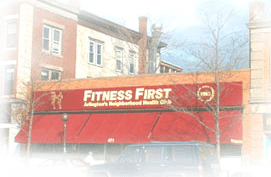 FITNESS FIRST
Arlington's Neighborhood Health Club